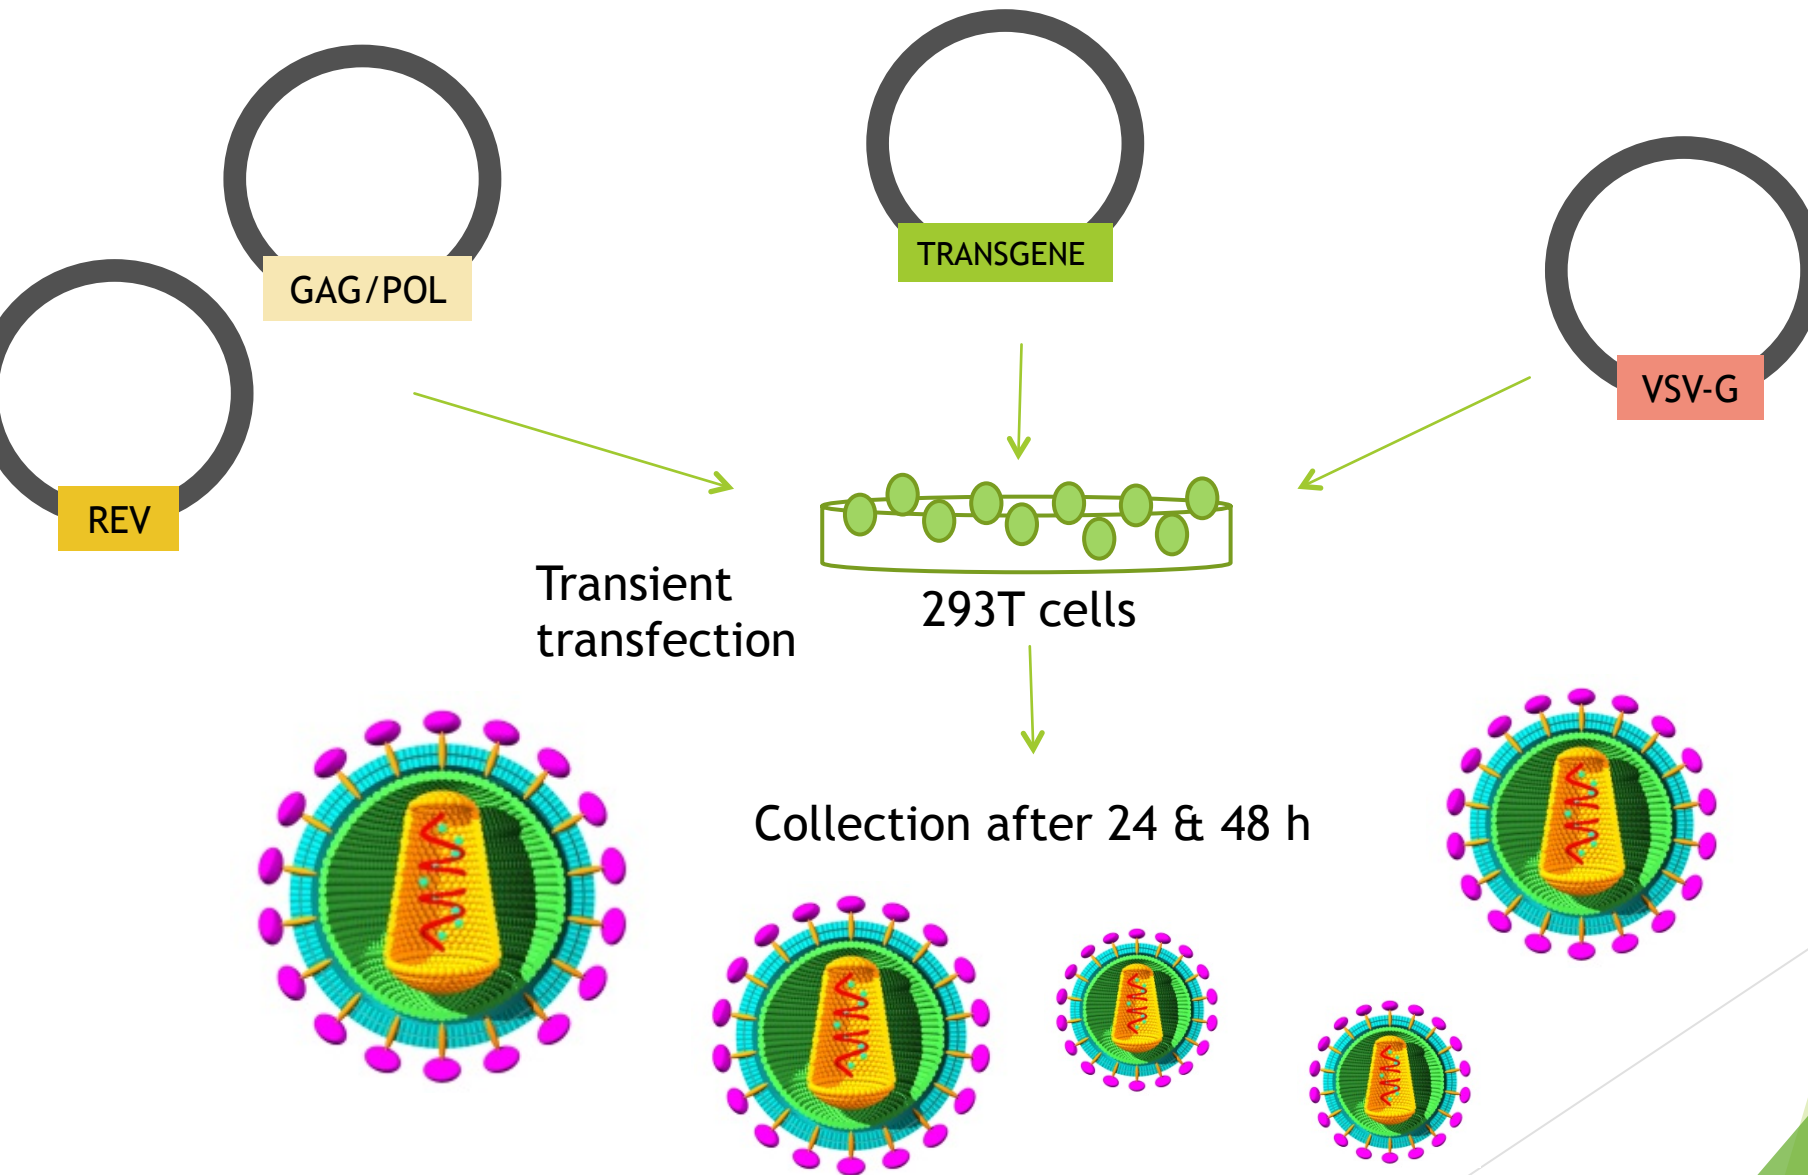 TRANSGENE
GAG/POL
VSV-G
REV
Transient
transfection
293T cells
Collection after 24 & 48 h